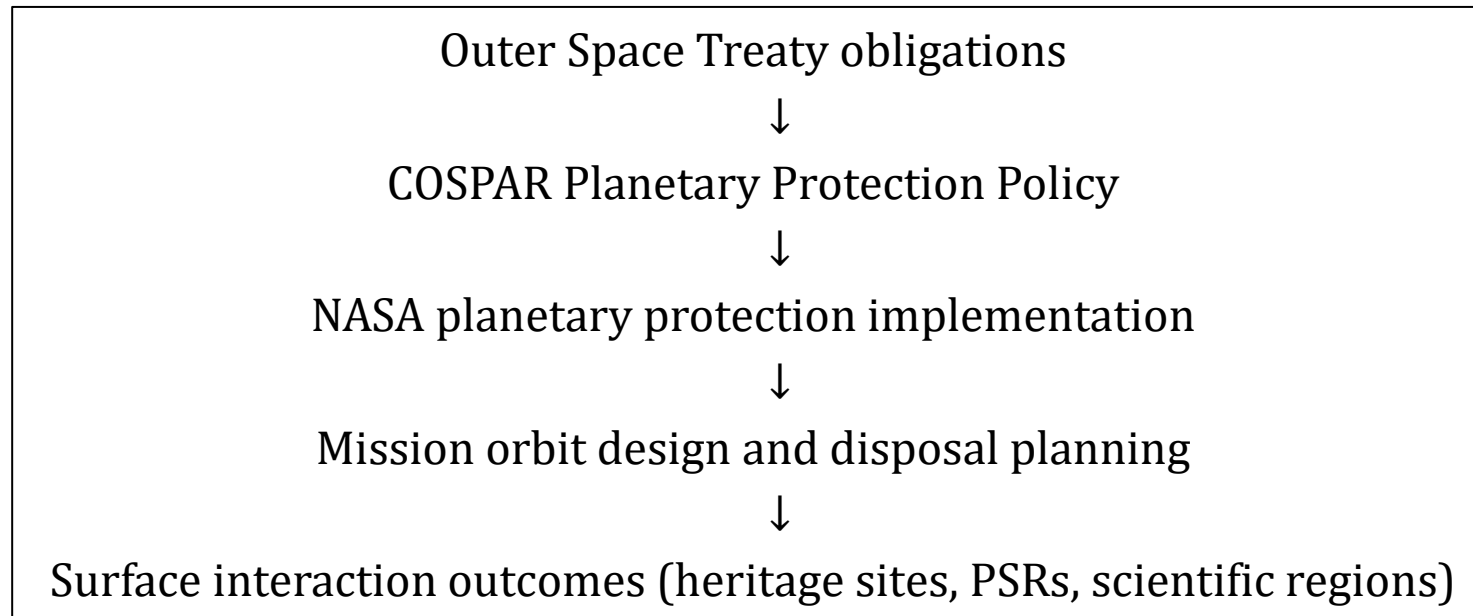 Outer Space Treaty obligations
↓
COSPAR Planetary Protection Policy
↓
NASA planetary protection implementation
↓
Mission orbit design and disposal planning
↓
Surface interaction outcomes (heritage sites, PSRs, scientific regions)